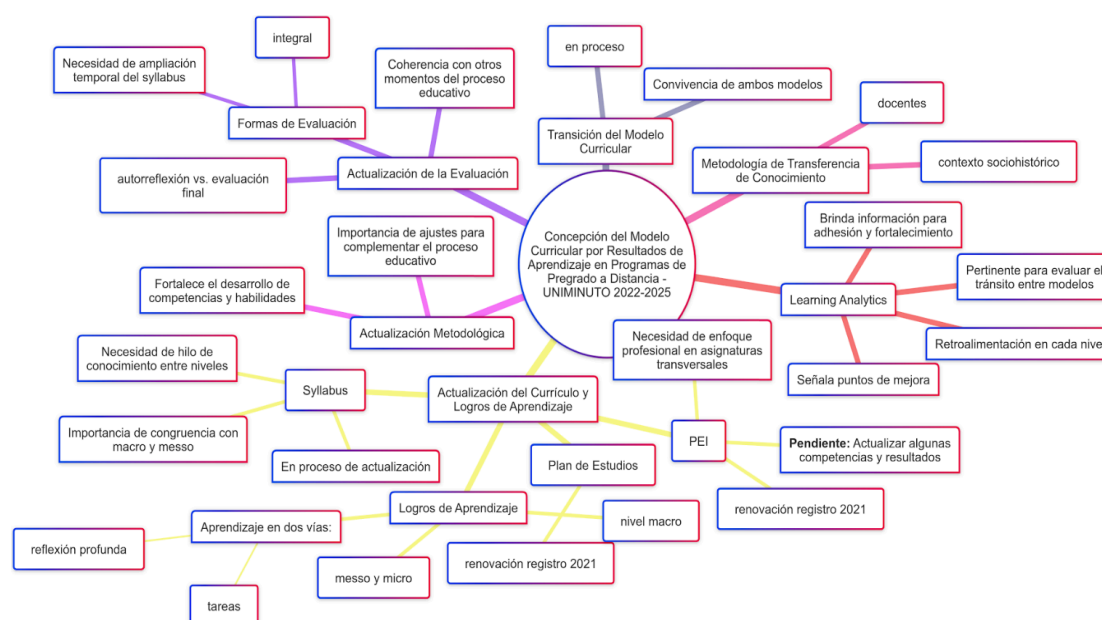 integral
Necesidad de ampliación
temporal del syllabus
Formas de Evaluación
Coherencia con otros
momentos del proceso
educativo
autorreflexión vs. evaluación
final
Actualización de la Evaluación
en proceso
Convivencia de ambos modelos
Transición del Modelo
Curricular
docentes
Metodología de Transferencia
de Conocimiento
contexto sociohistórico
Concepción del Modelo
Curricular por Resultados de
Aprendizaje en Programas de
Pregrado a Distancia -
UNIMINUTO 2022-2025
Brinda información para
adhesión y fortalecimiento
Pertinente para evaluar el
tránsito entre modelos
Learning Analytics
Retroalimentación en cada nive
Señala puntos de mejora
Importancia de ajustes para
complementar el proceso
educativo
Fortalece el desarrollo de
competencias y habilidades
Actualización Metodológica
Necesidad de enfoque
profesional en asignaturas
transversales
Necesidad de hilo de
conocimiento entre niveles
Syllabus
Actualización del Currículo y
Logros de Aprendizaje
Importancia de congruencia con
macro y messo
En proceso de actualización
PEI
Pendiente: Actualizar algunas
competencias y resultados
renovación registro 2021
Plan de Estudios
Logros de Aprendizaje
nivel macro
Aprendizaje en dos vías:
reflexión profunda
renovación registro 2021
messo y micro
tareas